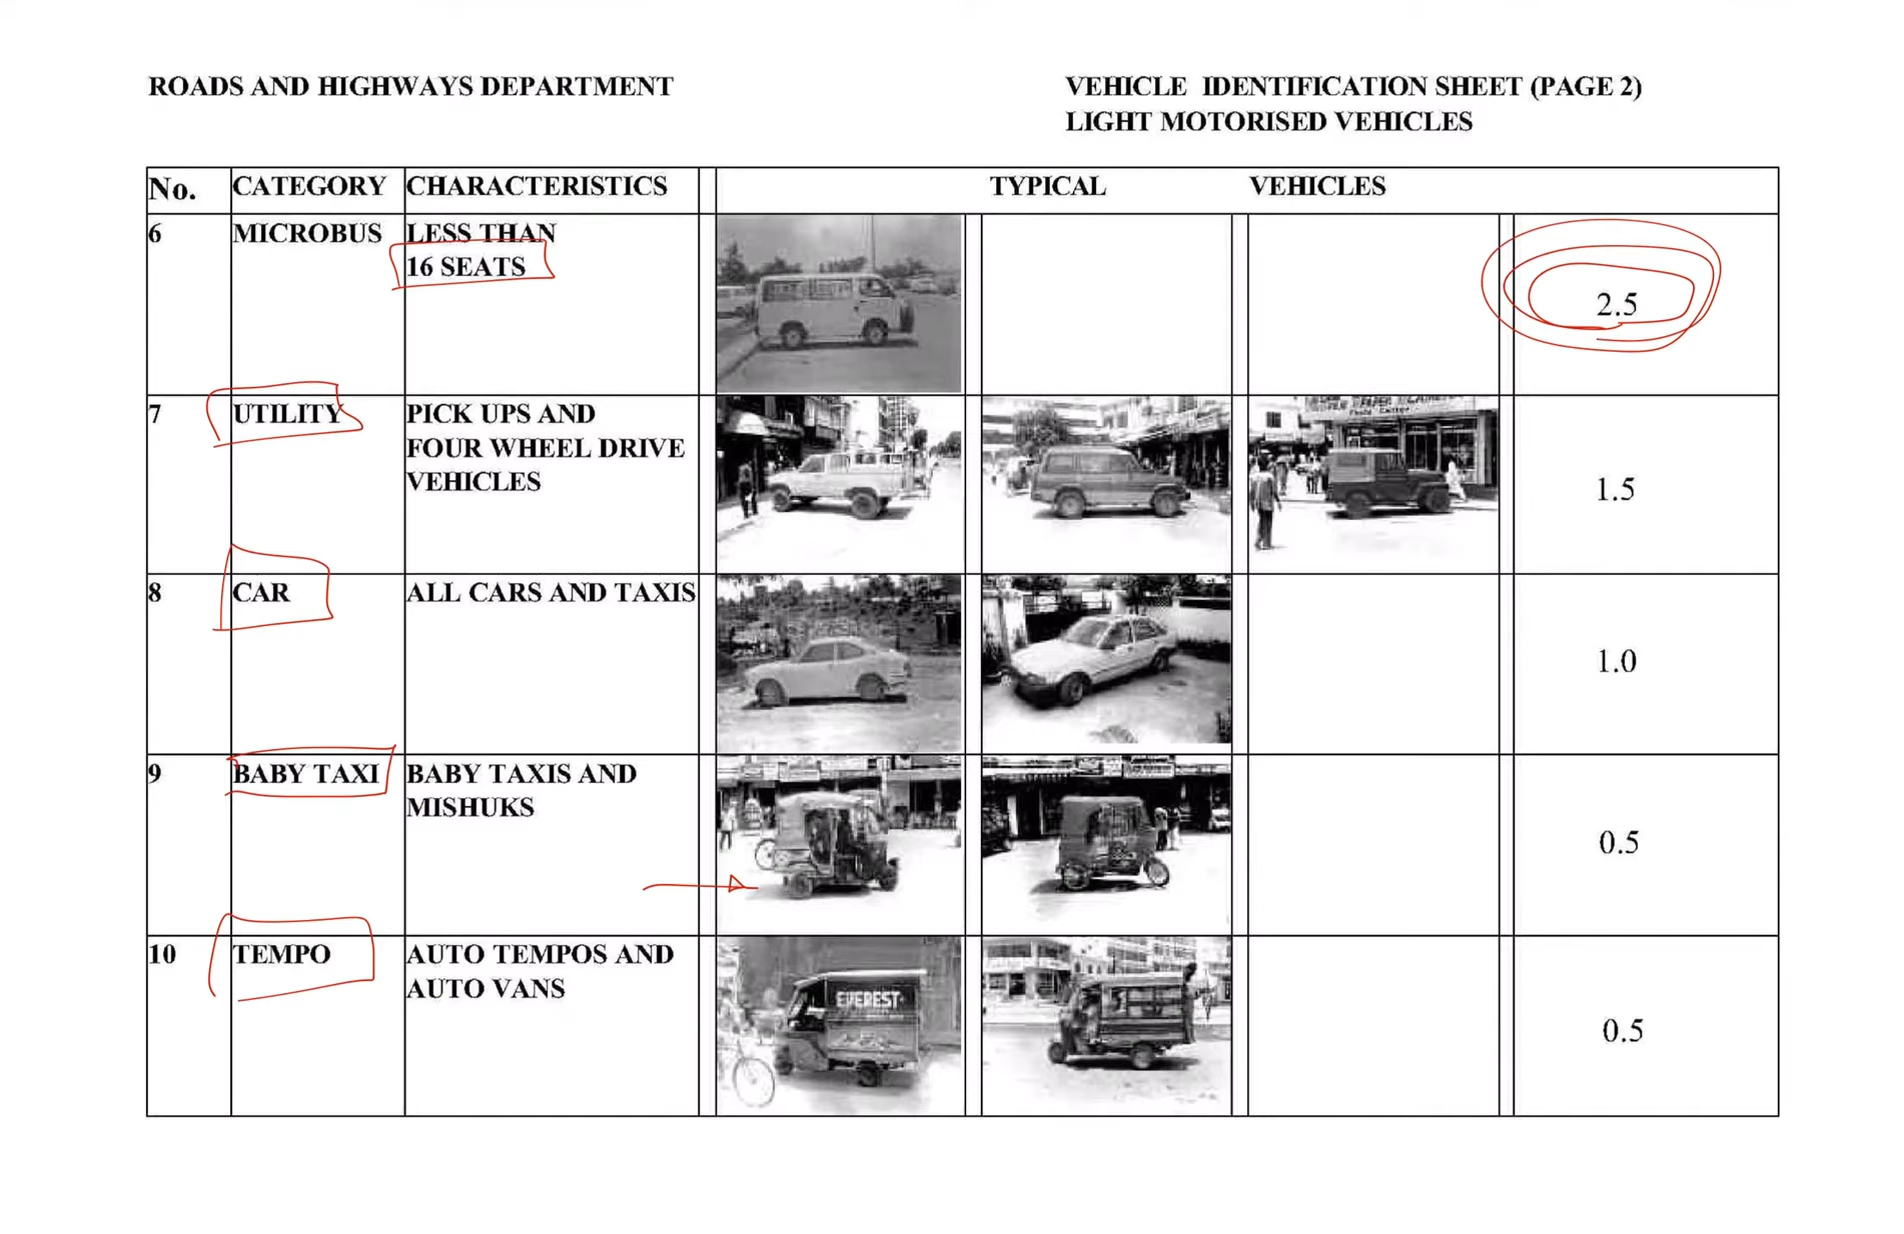 ROADS AND HIGHWAYS DEPARTMENT
VEHICLE IDENTIFICATION SHEET (PAGE 2)
LIGHT MOTORISED VEHICLES
No. CATEGORY CHARACTERISTICS TYPICAL VEHICLES
6 MICROBUS LESS THAN
16 SEATS
2.5
7 UTILITY PICK UPS AND
FOUR WHEEL DRIVE
VEHICLES
1.5
8 CAR ALL CARS AND TAXIS
1.0
9 BABY TAXI BABY TAXIS AND
MISHUKS
0.5
10 TEMPO AUTO TEMPOS AND
AUTO VANS
EVEREST
0.5